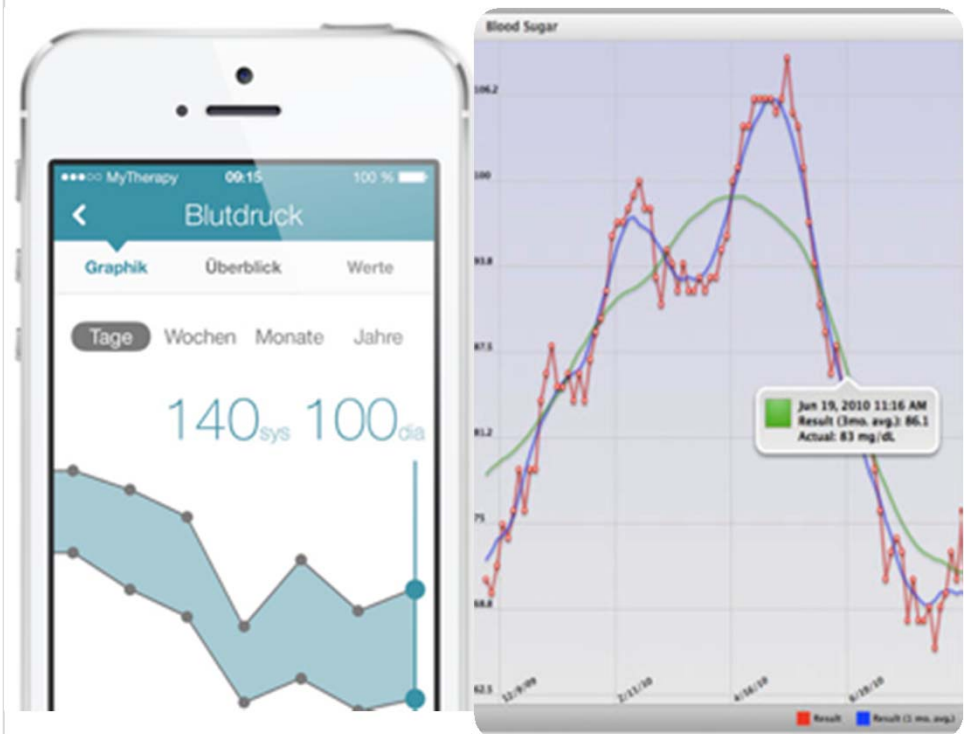 MyTherapy 09:15 100 %
Blutdruck
Graphik Überblick Werte
Tage Wochen Monate Jahre
140sys 100dia
Blood Sugar
106.2
100
93.8
87.5
81.2
75
68.8
62.5
12/9/09 2/11/10 4/16/10 6/19/10
Jun 19, 2010 11:16 AM
Result (3mo. avg.): 86.1
Actual: 83 mg/dL
Result Result (1 mo. avg.)